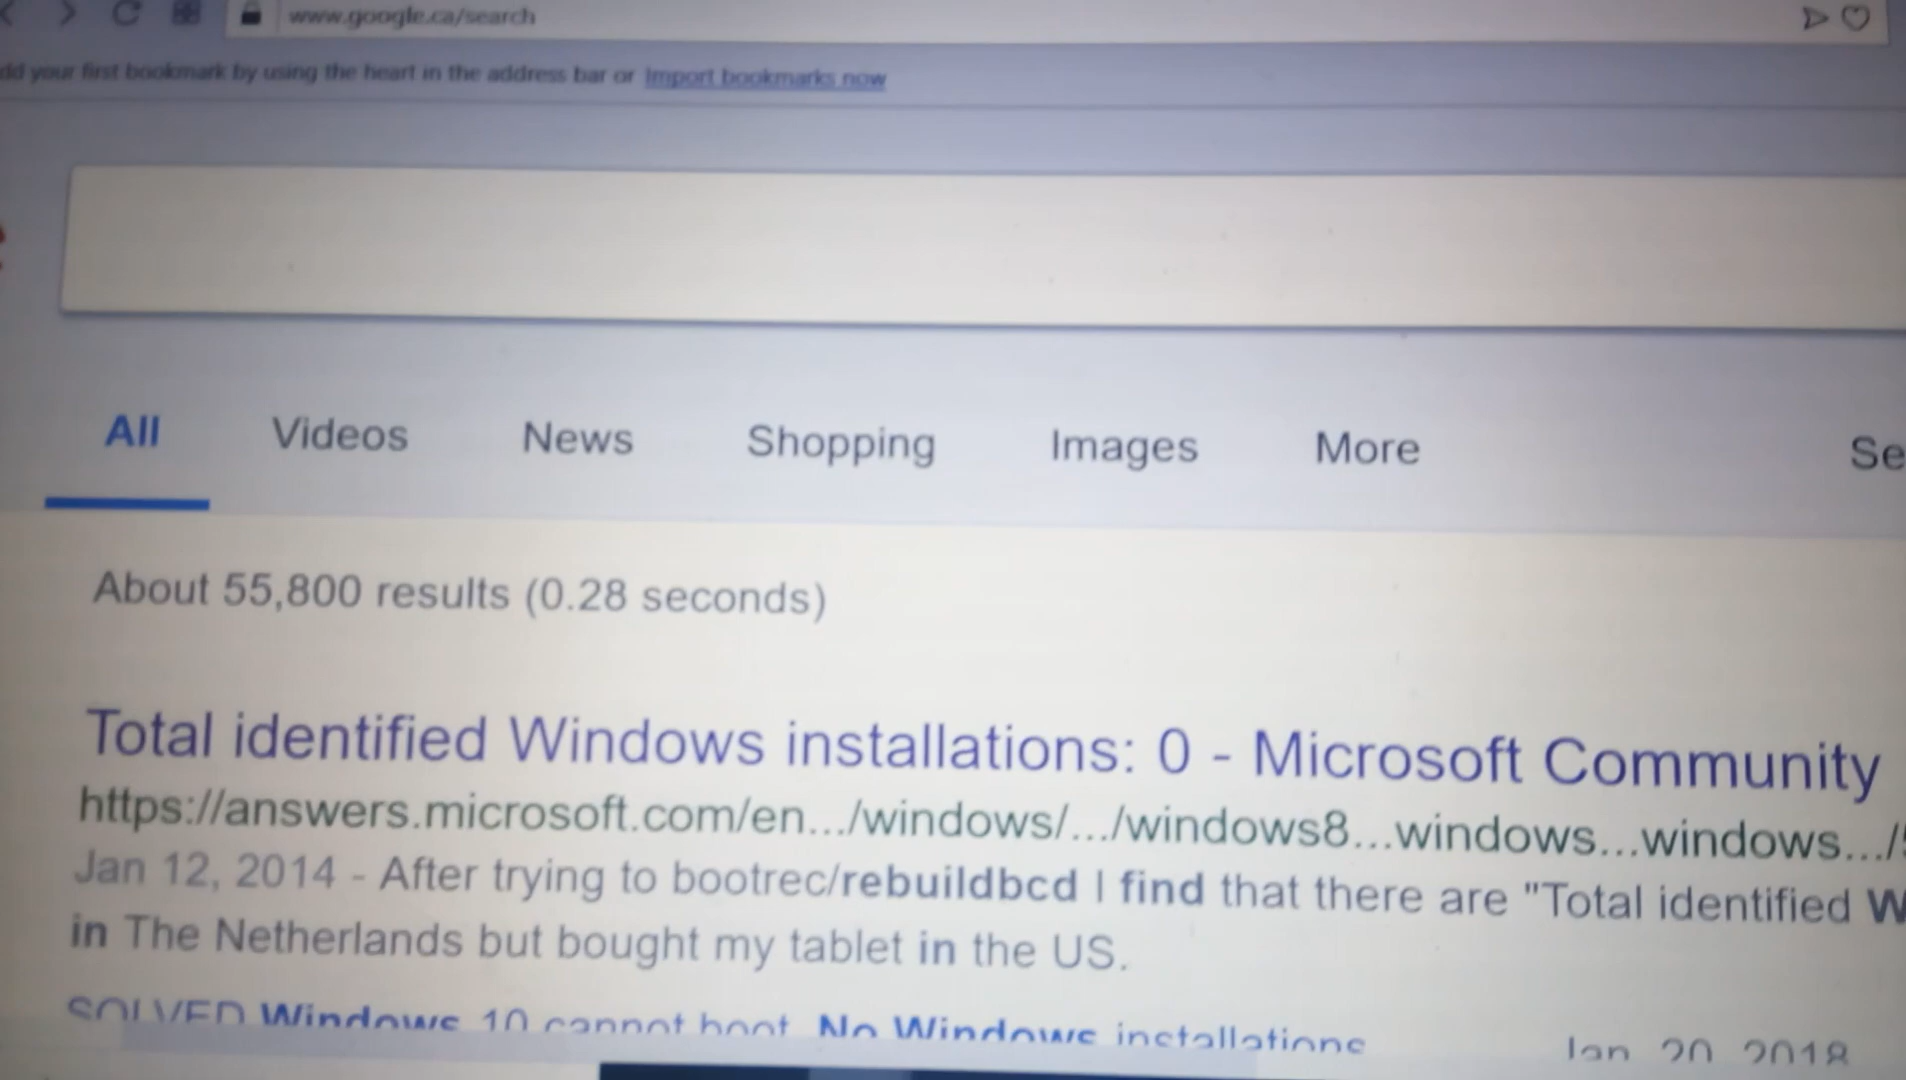 www.google.ca/search
dd your first bookmark by using the heart in the address bar or Import bookmarks now
All Videos News Shopping Images More Se
About 55,800 results (0.28 seconds)
Total identified Windows installations: 0 - Microsoft Community
https://answers.microsoft.com/en.../windows/.../windows8...windows...windows.../
Jan 12, 2014 - After trying to bootrec/rebuildbcd I find that there are "Total identified W
in The Netherlands but bought my tablet in the US.
SOLVED Windows 10 cannot boot. No Windows installations Jan 20, 2018